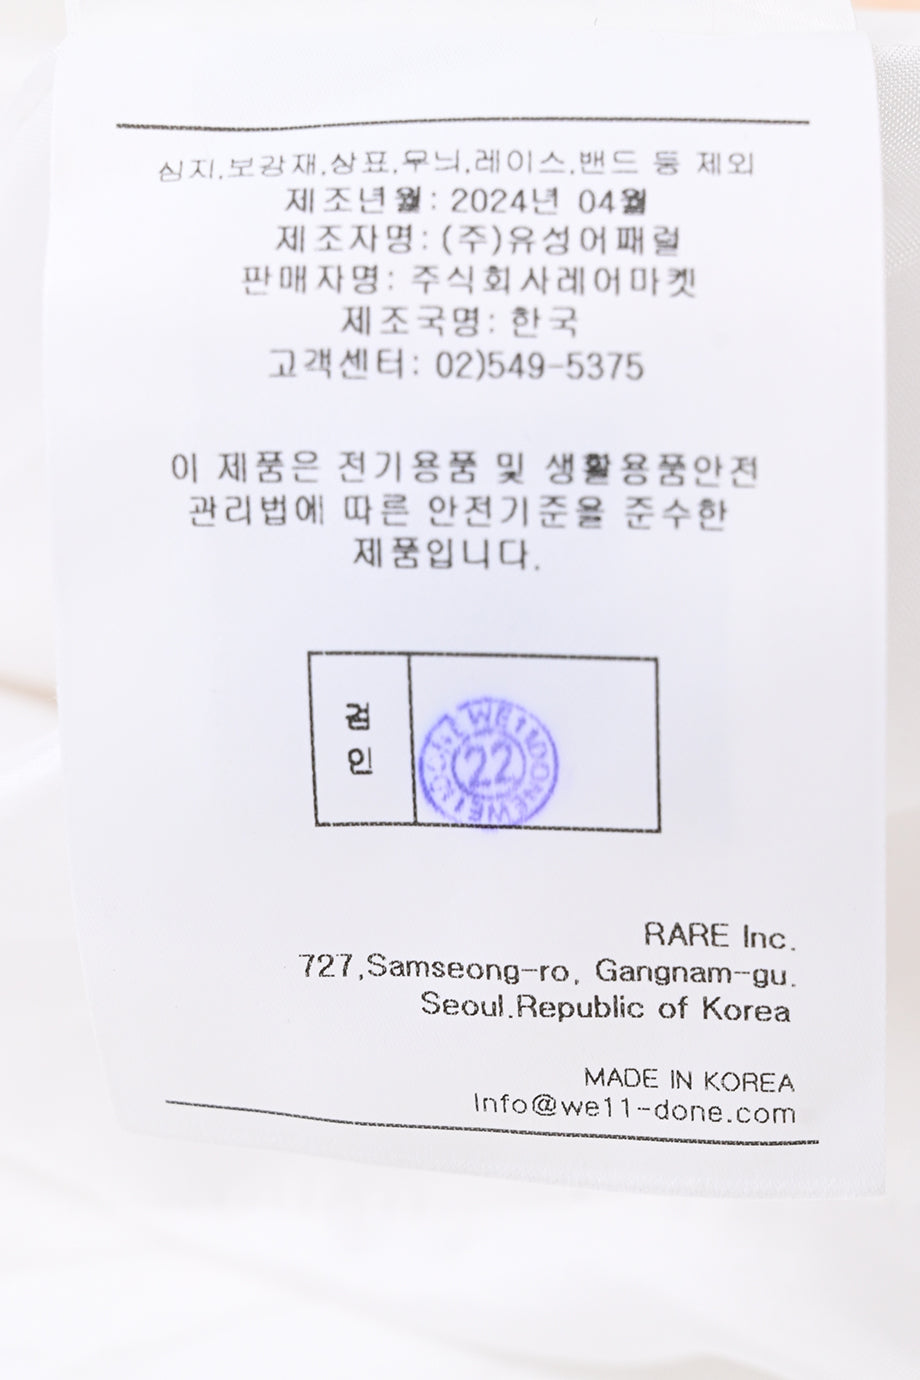 심지,보강재,상표,무늬,레이스,밴드 등 제외
제조년월: 2024년 04월
제조자명: (주)유성어패럴
판매자명: 주식회사레어마켓
제조국명: 한국
고객센터: 02)549-5375
이 제품은 전기용품 및 생활용품안전
관리법에 따른 안전기준을 준수한
제품입니다.
검
인
WE11DONE WE11DONE
22
RARE Inc.
727,Samseong-ro, Gangnam-gu.
Seoul.Republic of Korea
MADE IN KOREA
Info@we11-done.com